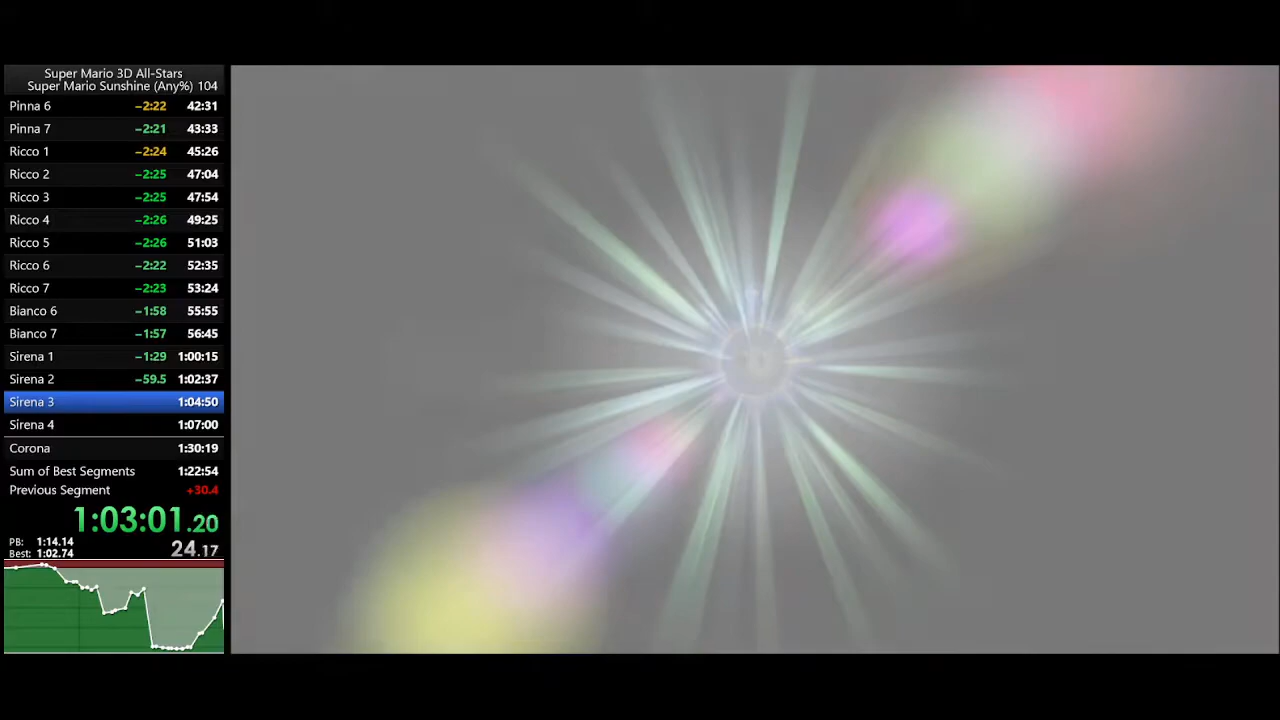 Super Mario 3D All-Stars
Super Mario Sunshine (Any%) 104
Pinna 6 −2:22 42:31
Pinna 7 −2:21 43:33
Ricco 1 −2:24 45:26
Ricco 2 −2:25 47:04
Ricco 3 −2:25 47:54
Ricco 4 −2:26 49:25
Ricco 5 −2:26 51:03
Ricco 6 −2:22 52:35
Ricco 7 −2:23 53:24
Bianco 6 −1:58 55:55
Bianco 7 −1:57 56:45
Sirena 1 −1:29 1:00:15
Sirena 2 −59.5 1:02:37
Sirena 3 1:04:50
Sirena 4 1:07:00
Corona 1:30:19
Sum of Best Segments 1:22:54
Previous Segment +30.4
1:03:01.20
PB: 1:14.14
Best: 1:02.74 24.17